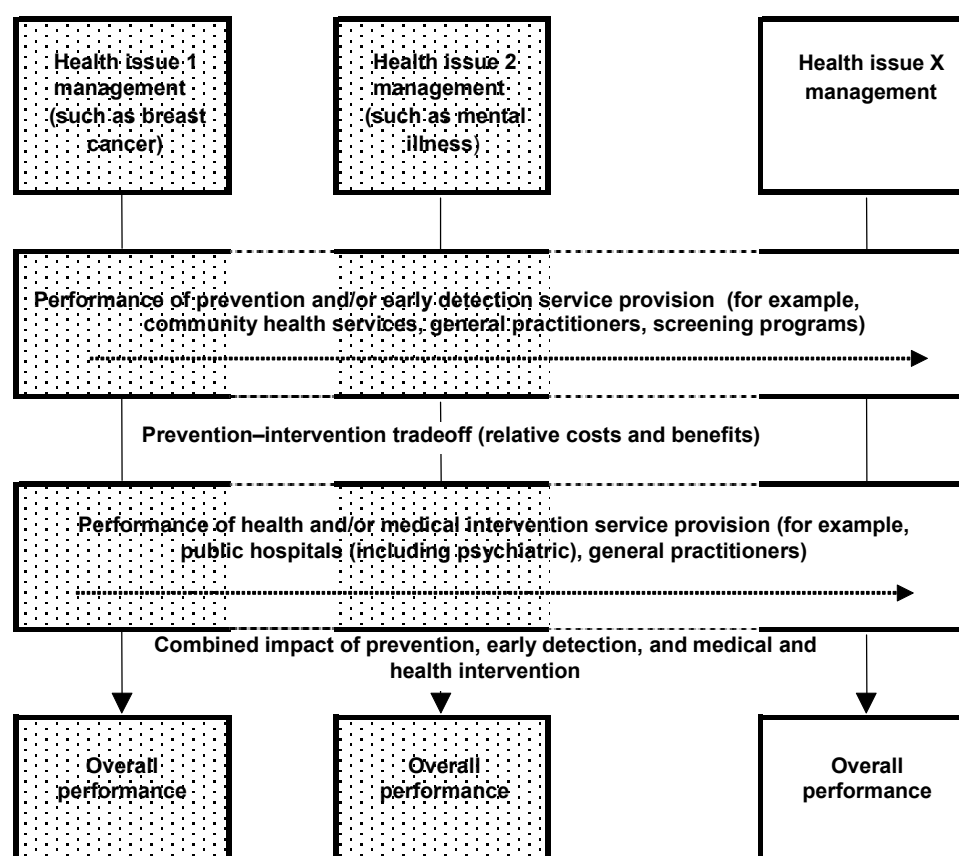 Health issue 1
management
(such as breast
cancer)
Health issue 2
management
(such as mental
illness)
Health issue X
management
Performance of prevention and/or early detection service provision (for example,
community health services, general practitioners, screening programs)
Prevention–intervention tradeoff (relative costs and benefits)
Performance of health and/or medical intervention service provision (for example,
public hospitals (including psychiatric), general practitioners)
Combined impact of prevention, early detection, and medical and
health intervention
Overall
performance
Overall
performance
Overall
performance